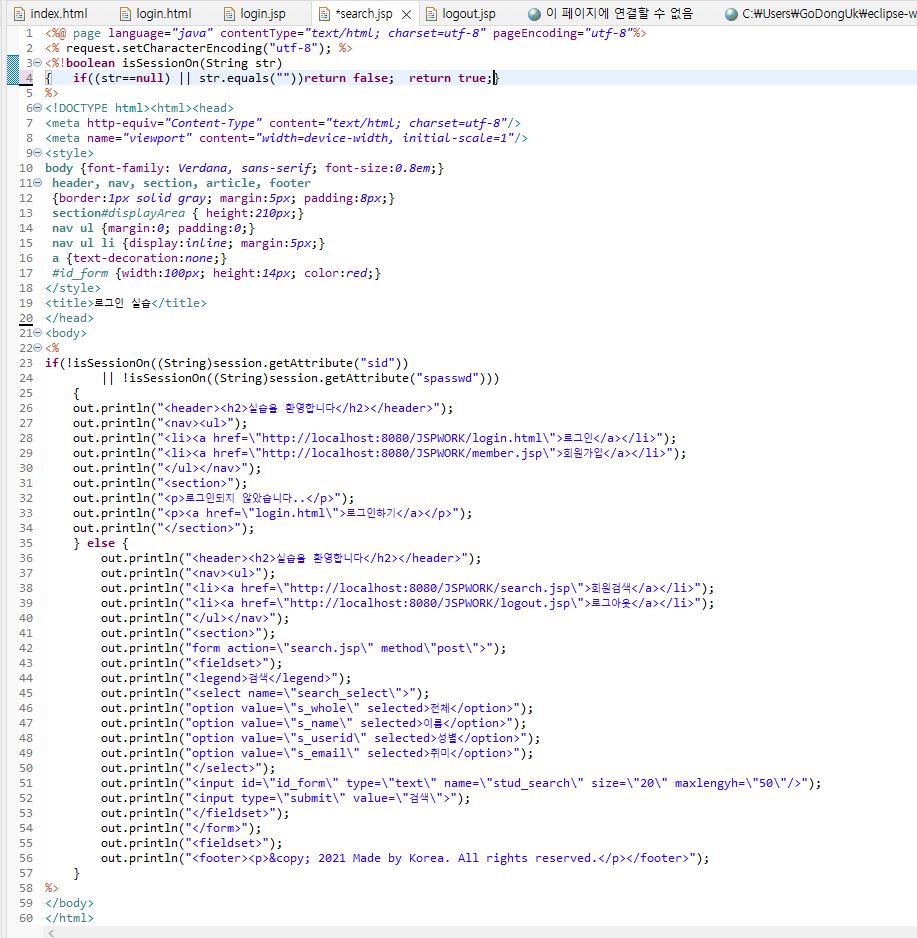 index.html login.html login.jsp *search.jsp logout.jsp 이 페이지에 연결할 수 없음 C:₩Users₩GoDongUk₩eclipse-w
1 <%@ page language="java" contentType="text/html; charset=utf-8" pageEncoding="utf-8"%>
2 <% request.setCharacterEncoding("utf-8"); %>
3 <%!boolean isSessionOn(String str)
4 {   if((str==null) || str.equals(""))return false;  return true;}
5 %>
6 <!DOCTYPE html><html><head>
7 <meta http-equiv="Content-Type" content="text/html; charset=utf-8"/>
8 <meta name="viewport" content="width=device-width, initial-scale=1"/>
9 <style>
10 body {font-family: Verdana, sans-serif; font-size:0.8em;}
11  header, nav, section, article, footer
12  {border:1px solid gray; margin:5px; padding:8px;}
13  section#displayArea { height:210px;}
14  nav ul {margin:0; padding:0;}
15  nav ul li {display:inline; margin:5px;}
16  a {text-decoration:none;}
17  #id_form {width:100px; height:14px; color:red;}
18 </style>
19 <title>로그인 실습</title>
20 </head>
21 <body>
22 <%
23 if(!isSessionOn((String)session.getAttribute("sid"))
24         || !isSessionOn((String)session.getAttribute("spasswd")))
25     {
26     out.println("<header><h2>실습을 환영합니다</h2></header>");
27     out.println("<nav><ul>");
28     out.println("<li><a href=\"http://localhost:8080/JSPWORK/login.html\">로그인</a></li>");
29     out.println("<li><a href=\"http://localhost:8080/JSPWORK/member.jsp\">회원가입</a></li>");
30     out.println("</ul></nav>");
31     out.println("<section>");
32     out.println("<p>로그인되지 않았습니다..</p>");
33     out.println("<p><a href=\"login.html\">로그인하기</a></p>");
34     out.println("</section>");
35     } else {
36         out.println("<header><h2>실습을 환영합니다</h2></header>");
37         out.println("<nav><ul>");
38         out.println("<li><a href=\"http://localhost:8080/JSPWORK/search.jsp\">회원검색</a></li>");
39         out.println("<li><a href=\"http://localhost:8080/JSPWORK/logout.jsp\">로그아웃</a></li>");
40         out.println("</ul></nav>");
41         out.println("<section>");
42         out.println("form action=\"search.jsp\" method\"post\">");
43         out.println("<fieldset>");
44         out.println("<legend>검색</legend>");
45         out.println("<select name=\"search_select\">");
46         out.println("option value=\"s_whole\" selected>전체</option>");
47         out.println("option value=\"s_name\" selected>이름</option>");
48         out.println("option value=\"s_userid\" selected>성별</option>");
49         out.println("option value=\"s_email\" selected>취미</option>");
50         out.println("</select>");
51         out.println("<input id=\"id_form\" type=\"text\" name=\"stud_search\" size=\"20\" maxlengyh=\"50\"/>");
52         out.println("<input type=\"submit\" value=\"검색\">");
53         out.println("</fieldset>");
54         out.println("</form>");
55         out.println("<fieldset>");
56         out.println("<footer><p>&copy; 2021 Made by Korea. All rights reserved.</p></footer>");
57     }
58 %>
59 </body>
60 </html>